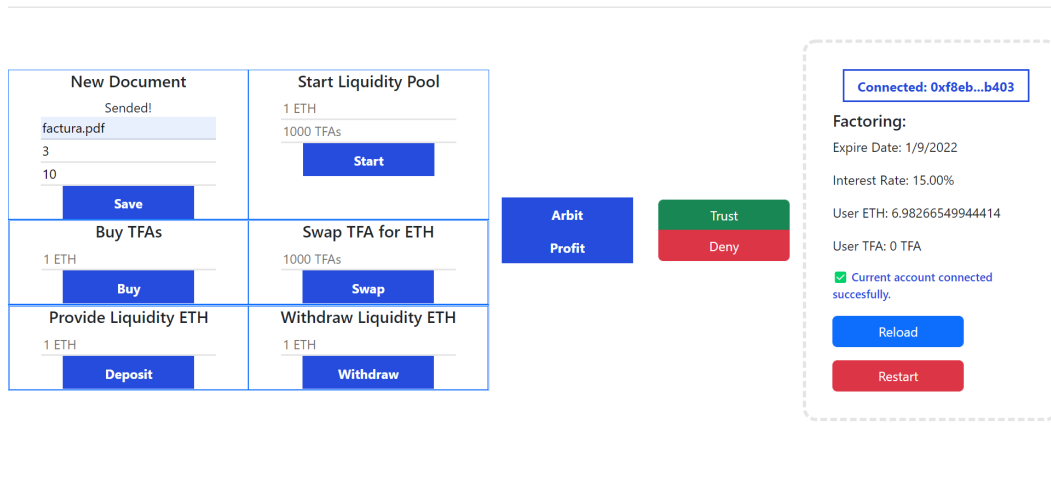 New Document
Sended!
factura.pdf
3
10
Save
Start Liquidity Pool
1 ETH
1000 TFAs
Start
Buy TFAs
1 ETH
Buy
Swap TFA for ETH
1000 TFAs
Swap
Provide Liquidity ETH
1 ETH
Deposit
Withdraw Liquidity ETH
1 ETH
Withdraw
Arbit
Profit
Trust
Deny
Connected: 0xf8eb...b403
Factoring:
Expire Date: 1/9/2022
Interest Rate: 15.00%
User ETH: 6.98266549944414
User TFA: 0 TFA
✅ Current account connected
succesfully.
Reload
Restart